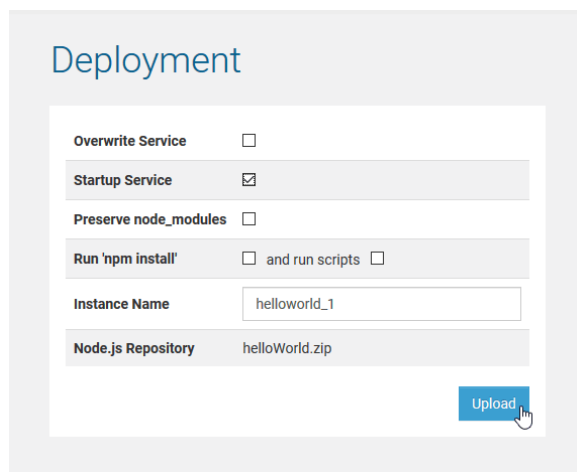 Deployment
Overwrite Service
Startup Service
Preserve node_modules
Run 'npm install' and run scripts
Instance Name helloworld_1
Node.js Repository helloWorld.zip
Upload